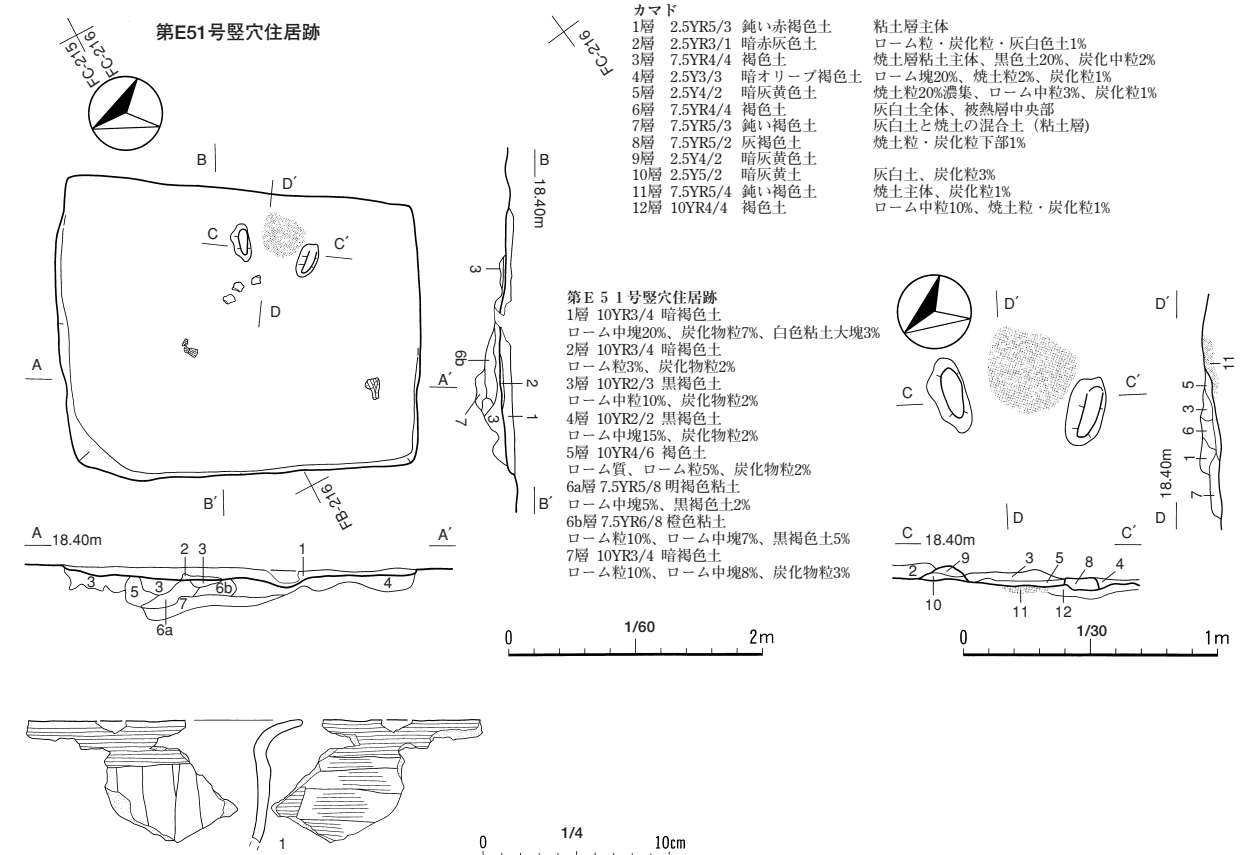 第E51号竪穴住居跡
FC-215
FC-216
FC-216
カマド
1層 2.5YR5/3 鈍い赤褐色土 粘土層主体
2層 2.5YR3/1 暗赤灰色土 ローム粒・炭化粒・灰白色土1%
3層 7.5YR4/4 褐色土 焼土層粘土主体、黒色土20%、炭化中粒2%
4層 2.5Y3/3 暗オリーブ褐色土 ローム塊20%、焼土粒2%、炭化粒1%
5層 2.5Y4/2 暗灰黄色土 焼土粒20%濃集、ローム中粒3%、炭化粒1%
6層 7.5YR4/4 褐色土 灰白土全体、被熱層中央部
7層 7.5YR5/3 鈍い褐色土 灰白土と焼土の混合土（粘土層)
8層 7.5YR5/2 灰褐色土 焼土粒・炭化粒下部1%
9層 2.5Y4/2 暗灰黄色土
10層 2.5Y5/2 暗灰黄土 灰白土、炭化粒3%
11層 7.5YR5/4 鈍い褐色土 焼土主体、炭化粒1%
12層 10YR4/4 褐色土 ローム中粒10%、焼土粒・炭化粒1%
B
D´
C
C´
D
A
A´
B´
FB-216
B
18.40m
3
6b
2
7
3
1
B´
第Ｅ５１号竪穴住居跡
1層 10YR3/4 暗褐色土
ローム中塊20%、炭化物粒7%、白色粘土大塊3%
2層 10YR3/4 暗褐色土
ローム粒3%、炭化物粒2%
3層 10YR2/3 黒褐色土
ローム中粒10%、炭化物粒2%
4層 10YR2/2 黒褐色土
ローム中塊15%、炭化物粒2%
5層 10YR4/6 褐色土
ローム質、ローム粒5%、炭化物粒2%
6a層 7.5YR5/8 明褐色粘土
ローム中塊5%、黒褐色土2%
6b層 7.5YR6/8 橙色粘土
ローム粒10%、ローム中塊7%、黒褐色土5%
7層 10YR3/4 暗褐色土
ローム粒10%、ローム中塊8%、炭化物粒3%
D´
C
C´
D
D´
11
5
3
6
1
18.40m
7
D
A 18.40m A´
2 3 1
3 5 3 6b 4
7
6a
C 18.40m C´
9 3 5 8 4
2
10 11 12
0 1/60 2m
0 1/30 1m
1
0 1/4 10cm